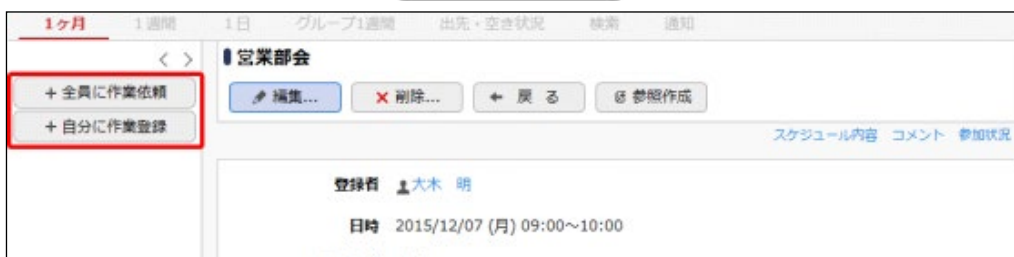 1ヶ月 1週間 1日 グループ1週間 出先・空き状況 検索 通知
< >
営業部会
+ 全員に作業依頼
編集... 削除... 戻る 参照作成
+ 自分に作業登録
スケジュール内容 コメント 参加状況
登録者 大木 明
日時 2015/12/07 (月) 09:00～10:00